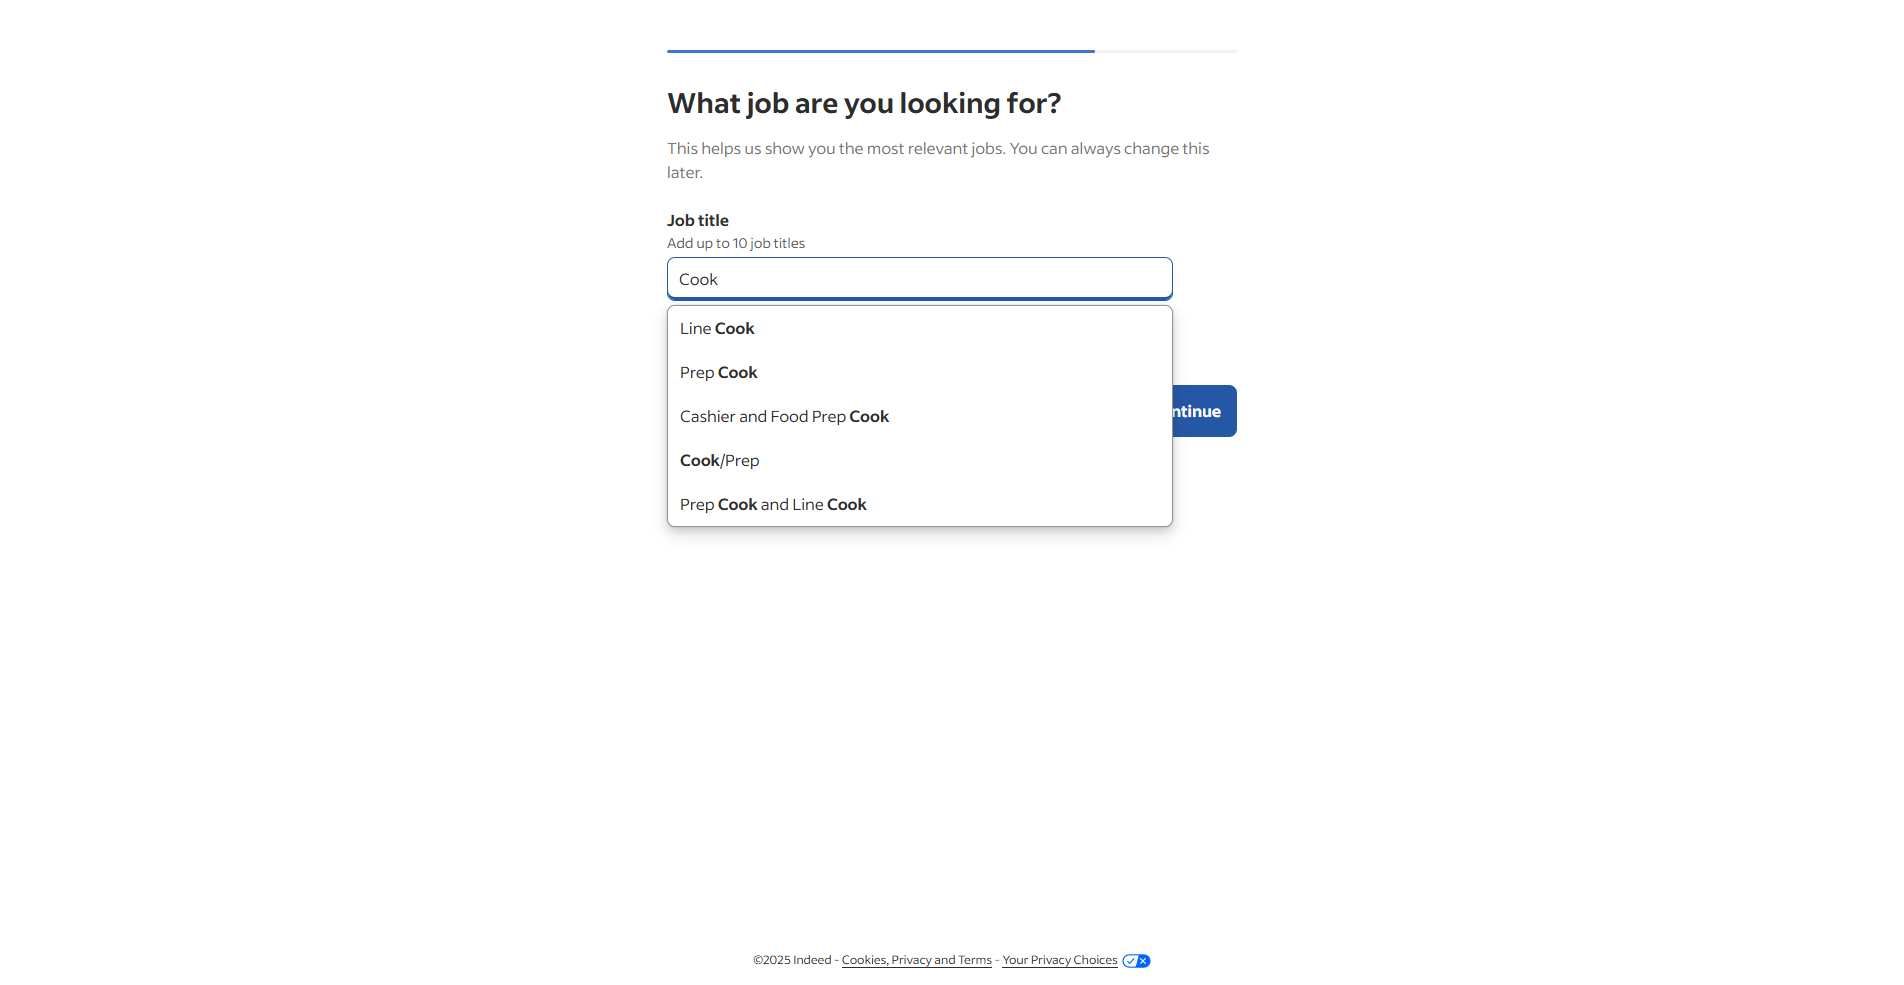 What job are you looking for?
This helps us show you the most relevant jobs. You can always change this
later.
Job title
Add up to 10 job titles
Cook
Line Cook
Prep Cook
Cashier and Food Prep Cook
Cook/Prep
Prep Cook and Line Cook
ntinue
©2025 Indeed - Cookies, Privacy and Terms - Your Privacy Choices